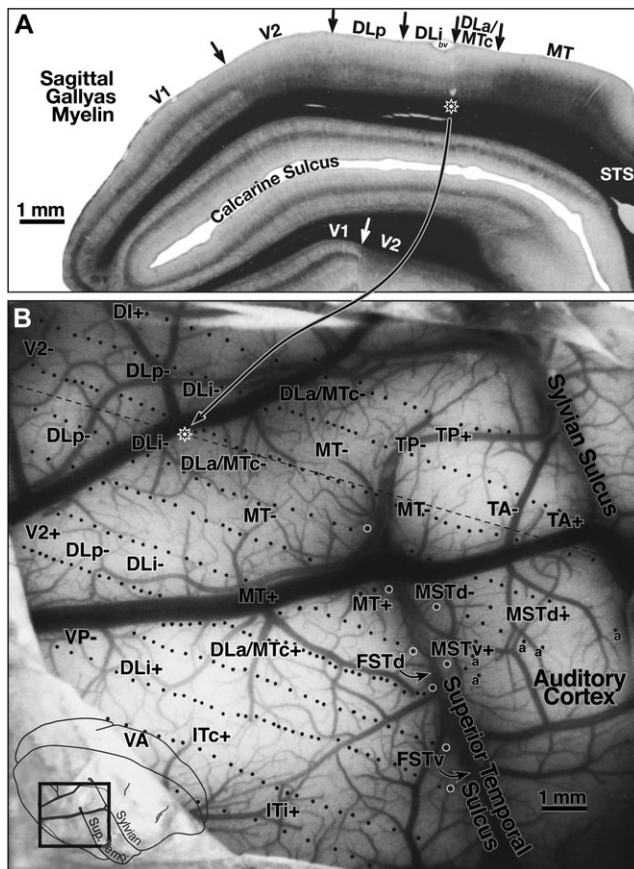 A
Sagittal
Gallyas
Myelin
V1
V2
DLp
DLi
bv
DLa/
MTc
MT
STS
Calcarine Sulcus
V1
V2
1 mm
B
DI+
V2-
DLp-
DLi-
DLa/MTc-
DLp-
DLi-
DLa/MTc-
MT-
TP-
TP+
Sylvian Sulcus
MT-
MT-
TA-
TA+
V2+
DLp-
DLi-
MT+
MT+
MSTd-
MSTd+
VP-
DLa/MTc+
MSTv+
a
a
a
a
a
DLi+
FSTd
Auditory
Cortex
VA
ITc+
FSTv
Superior Temporal
Sulcus
ITi+
1 mm
Sylvian
Sup. Temp.